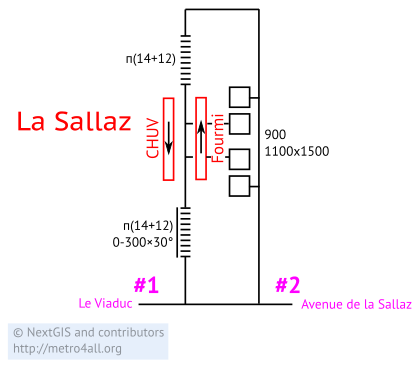 п(14+12)
La Sallaz
CHUV
Fourmi
900
1100x1500
п(14+12)
0-300×30°
#1
#2
Le Viaduc
Avenue de la Sallaz
© NextGIS and contributors
http://metro4all.org